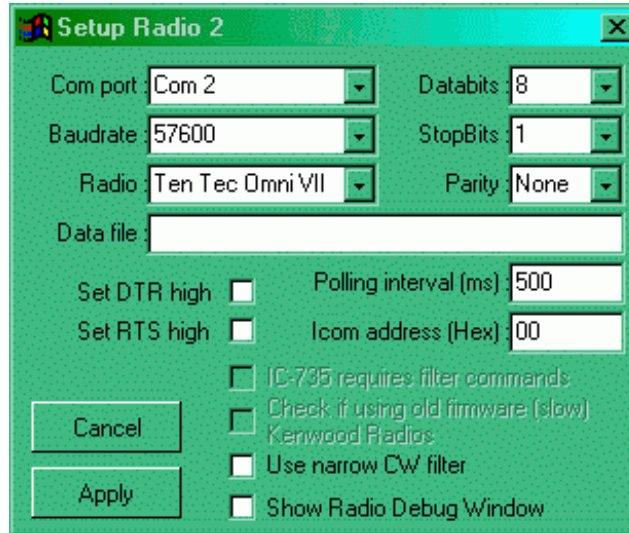 Setup Radio 2
Com port : Com 2 Databits : 8
Baudrate : 57600 StopBits : 1
Radio : Ten Tec Omni VII Parity : None
Data file :
Set DTR high Polling interval (ms) : 500
Set RTS high Icom address (Hex) : 00
IC-735 requires filter commands
Check if using old firmware (slow)
Kenwood Radios
Cancel
Use narrow CW filter
Apply
Show Radio Debug Window